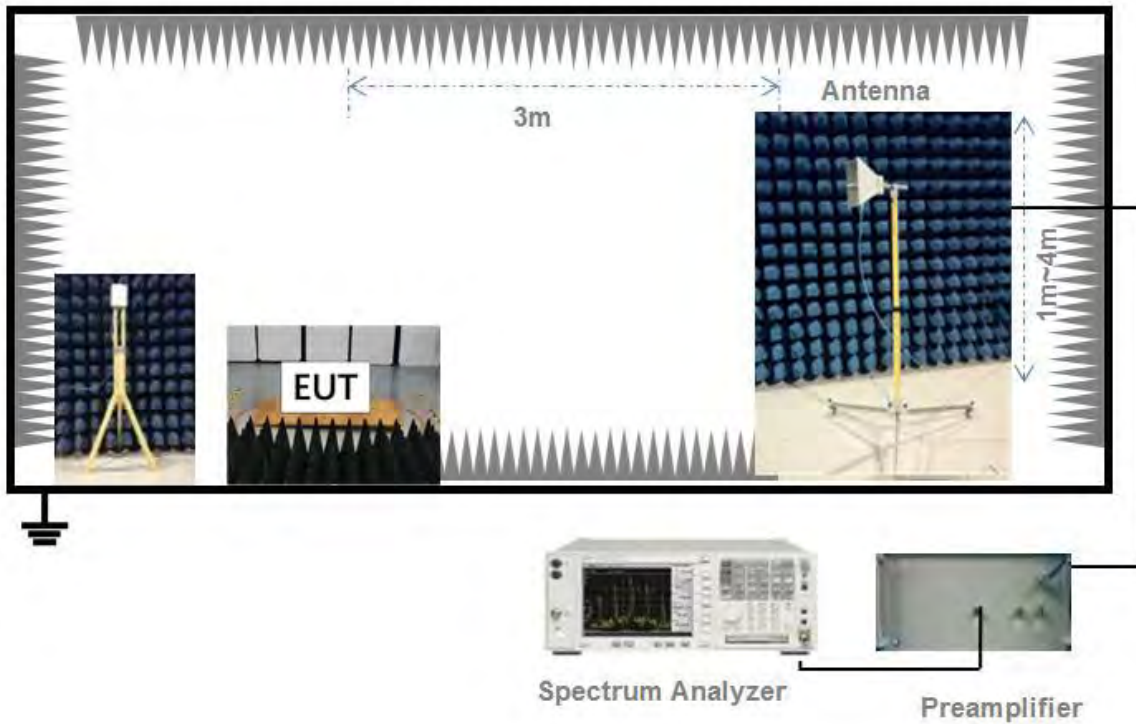 Antenna
3m
1m~4m
EUT
Spectrum Analyzer
Preamplifier